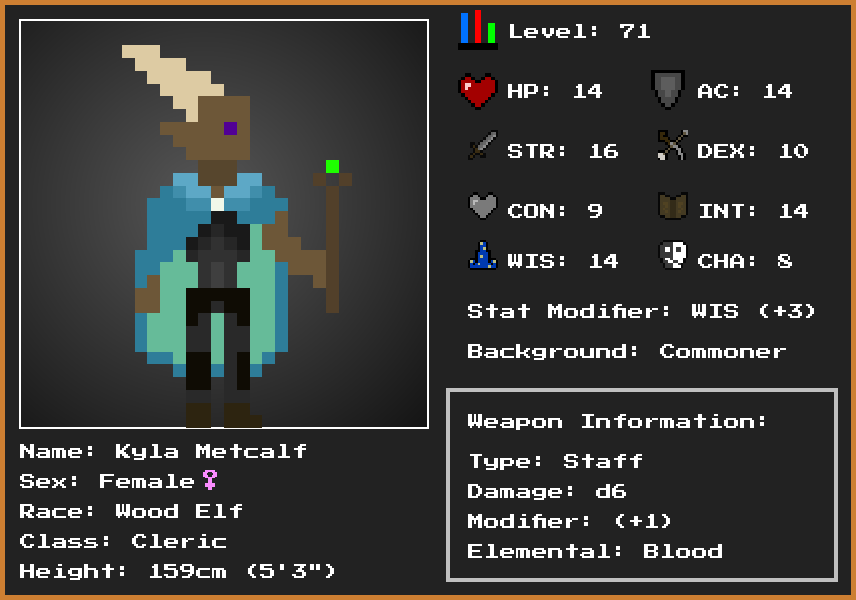 Level: 71
HP: 14 AC: 14
STR: 16 DEX: 10
CON: 9 INT: 14
WIS: 14 CHA: 8
Stat Modifier: WIS (+3)
Background: Commoner
Weapon Information:
Type: Staff
Damage: d6
Modifier: (+1)
Elemental: Blood
Name: Kyla Metcalf
Sex: Female♀
Race: Wood Elf
Class: Cleric
Height: 159cm (5'3")